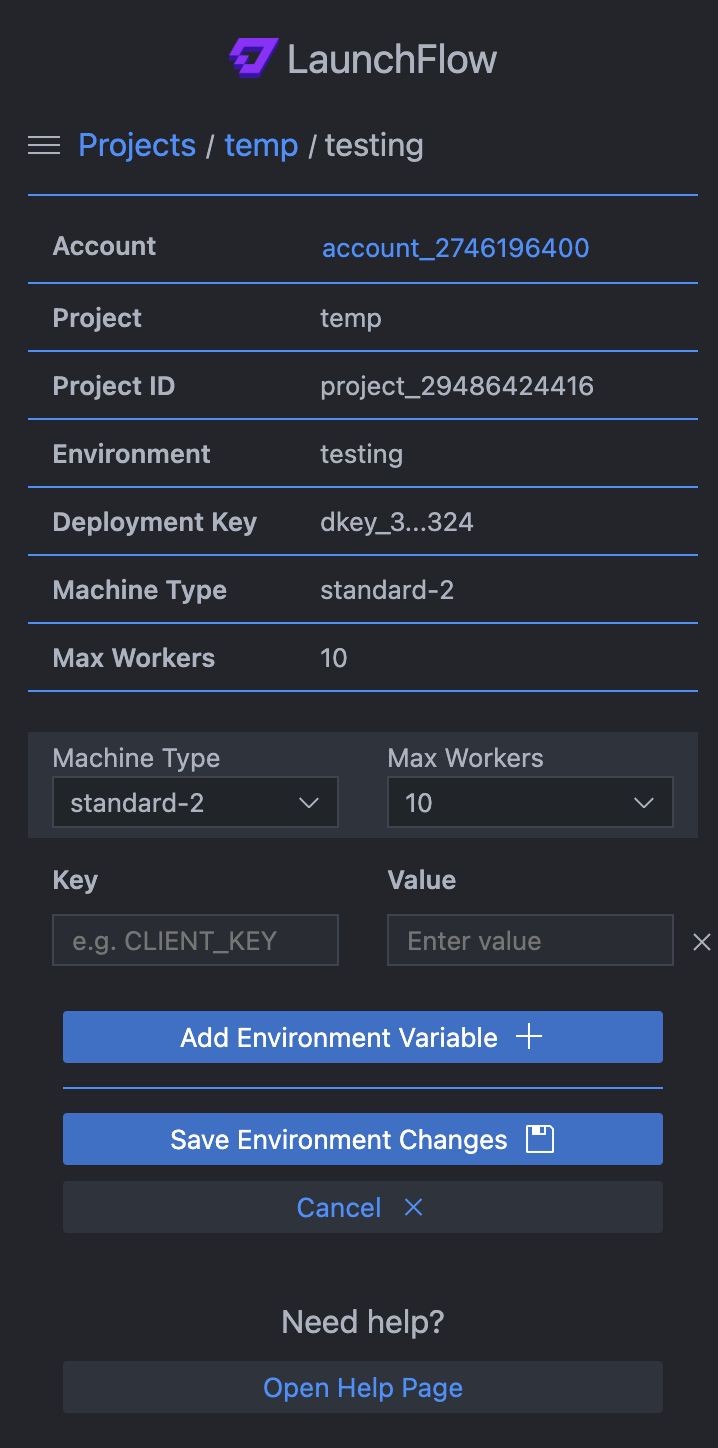 LaunchFlow
Projects / temp / testing
Account account_2746196400
Project temp
Project ID project_29486424416
Environment testing
Deployment Key dkey_3...324
Machine Type standard-2
Max Workers 10
Machine Type Max Workers
standard-2 10
Key Value
e.g. CLIENT_KEY Enter value
Add Environment Variable
Save Environment Changes
Cancel
Need help?
Open Help Page